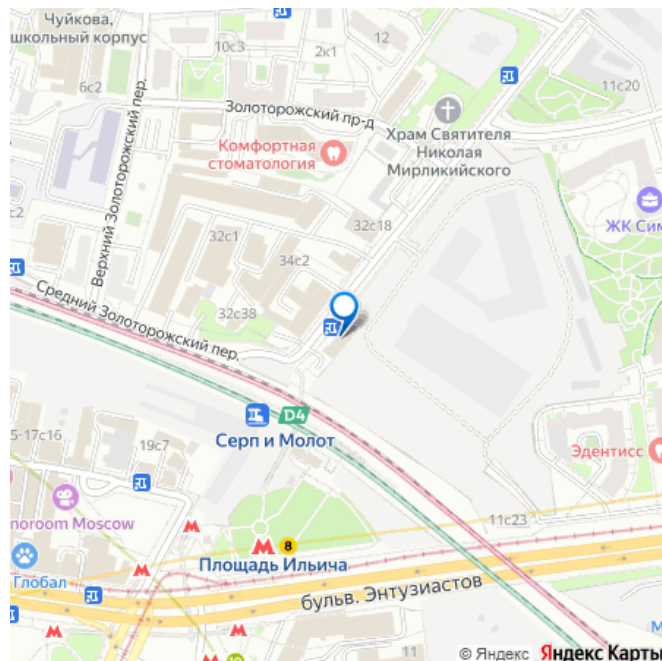 Чуйкова,
школьный корпус
12
2к1
10с3
6с2
11с20
Золоторожский пр-д
Храм Святителя
Николая
Мирликийского
Комфортная
стоматология
Верхний Золоторожский пер.
с2
32с18
32с1
ЖК Сим
34с2
Средний Золоторожский пер.
32с38
D4
Серп и Молот
5-17с16
19с7
Эдентисс
noroom Moscow
11с23
8
Площадь Ильича
Глобал
бульв. Энтузиастов
11
10
М
© Яндекс Яндекс Карты